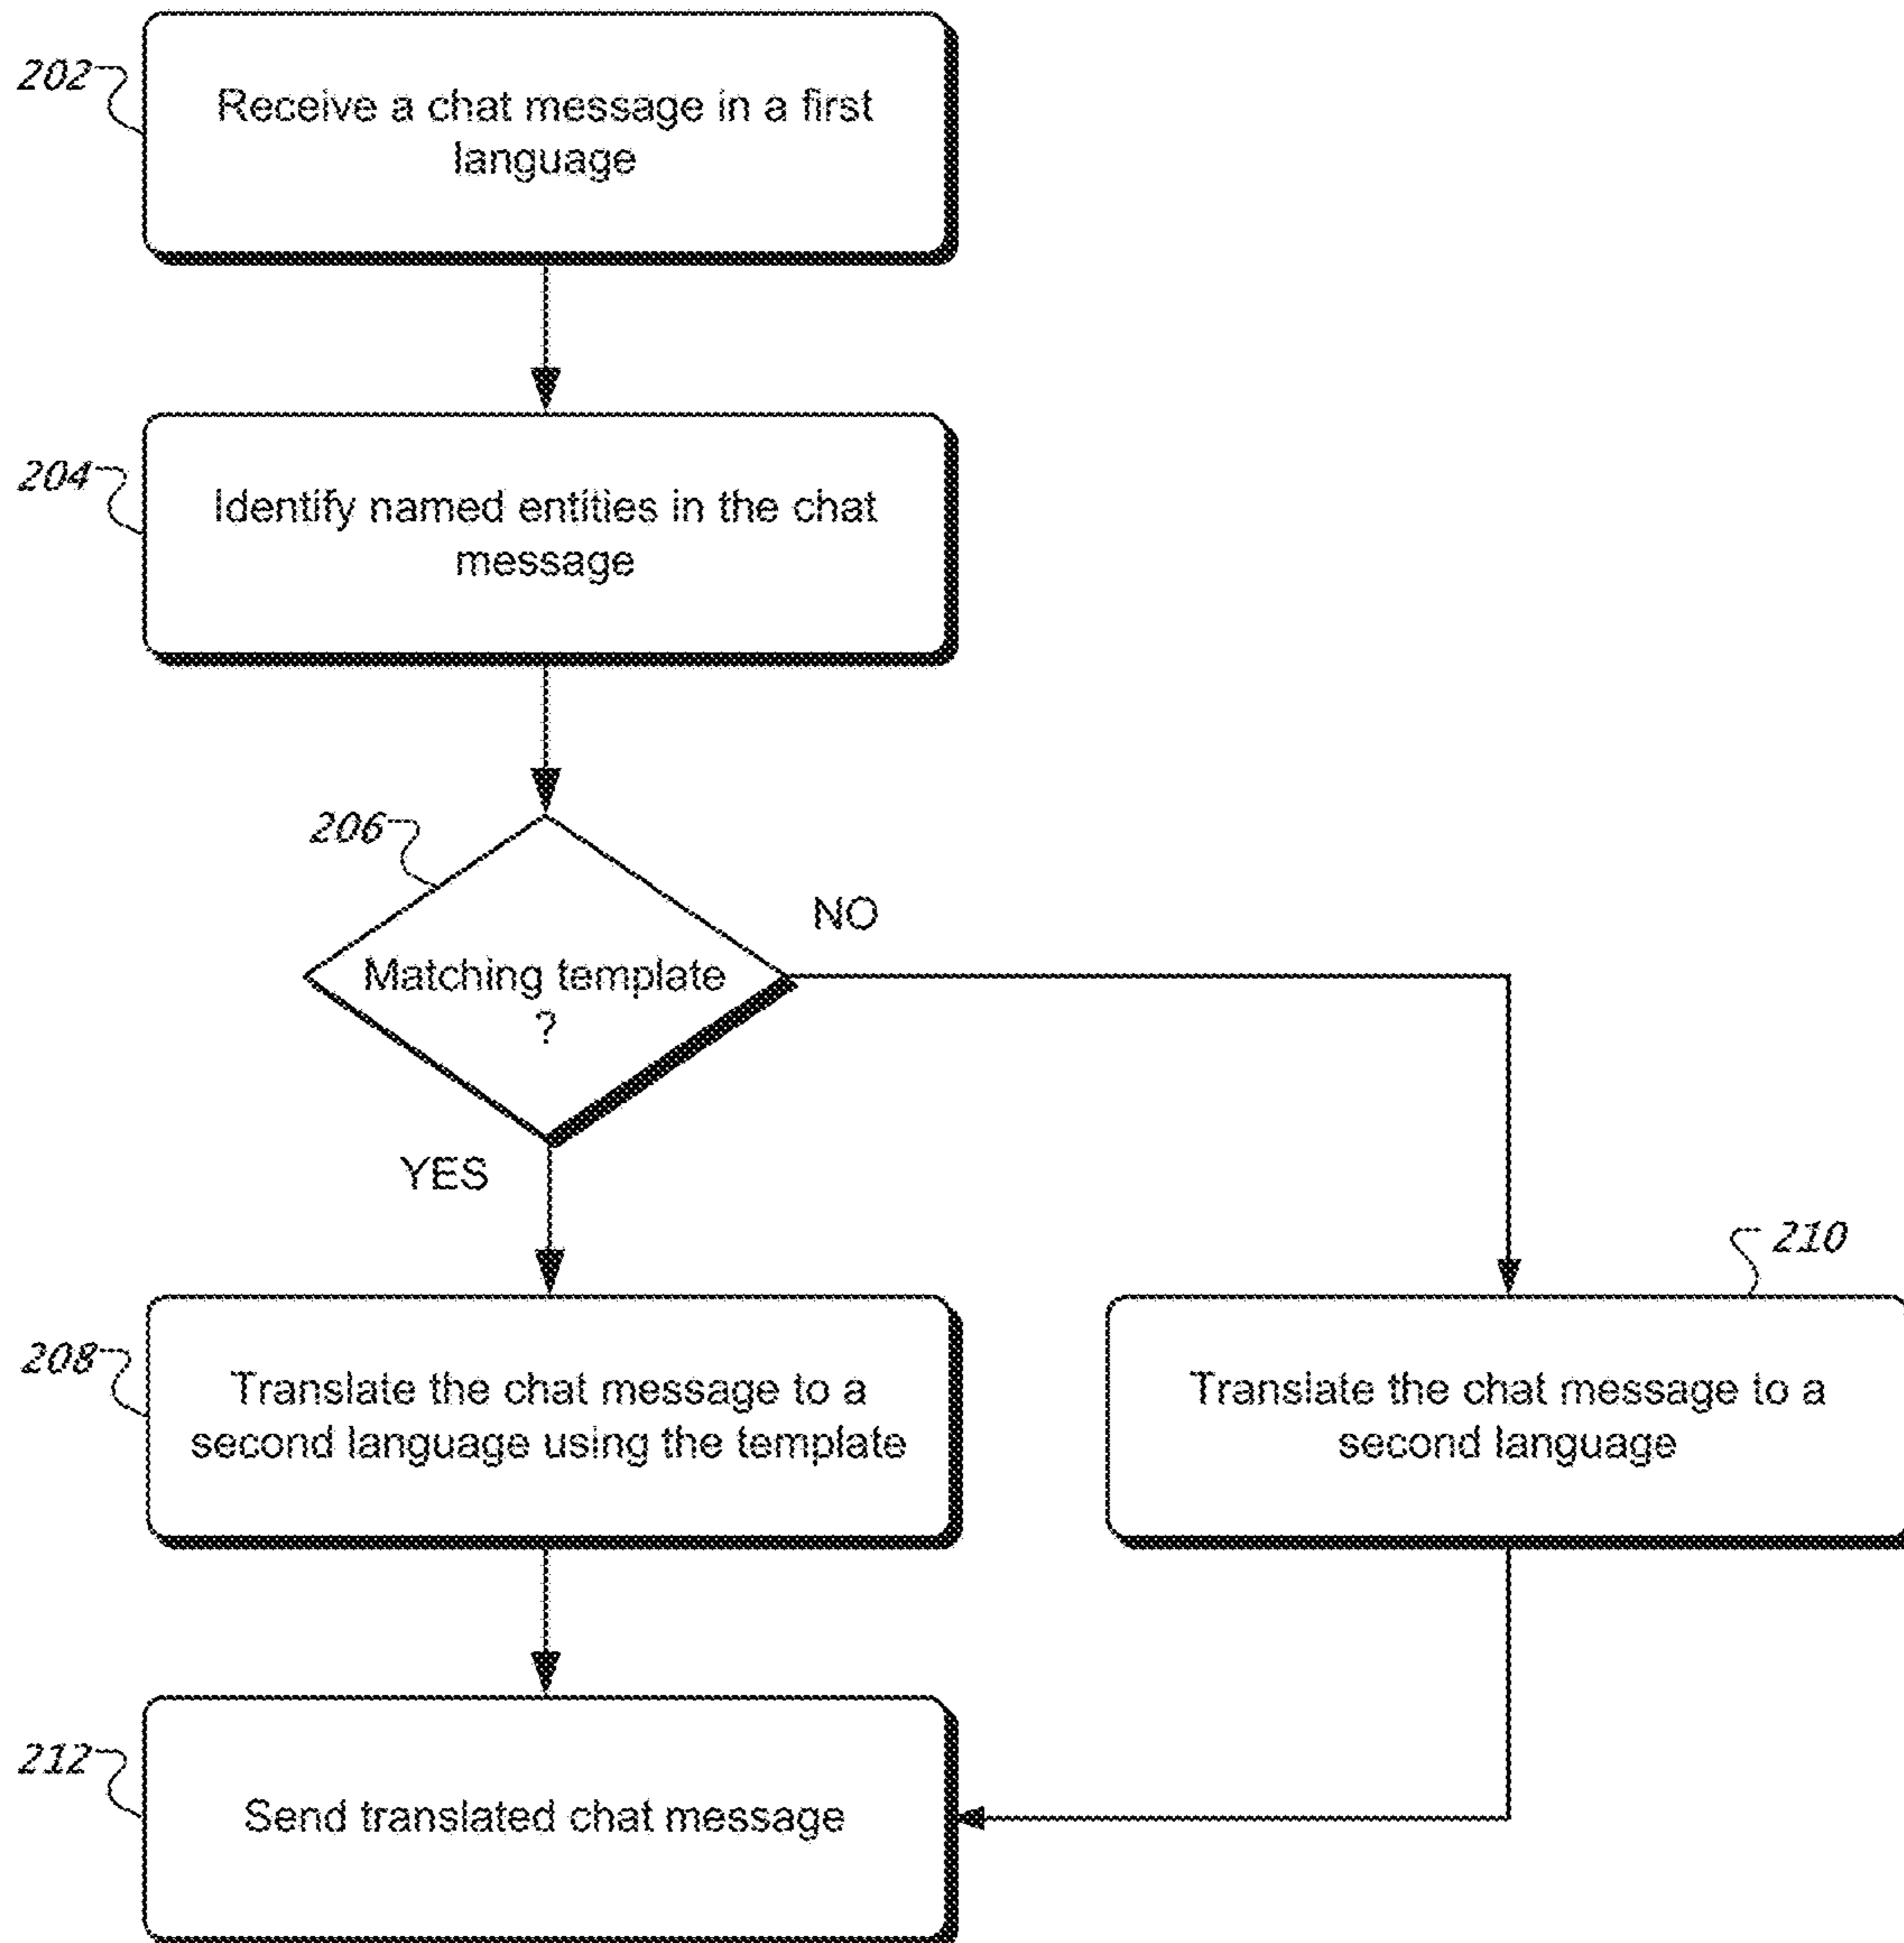 202
Receive a chat message in a first
language
204
Identify named entities in the chat
message
206
NO
Matching template
?
YES
210
208
Translate the chat message to a
second language using the template
Translate the chat message to a
second language
212
Send translated chat message